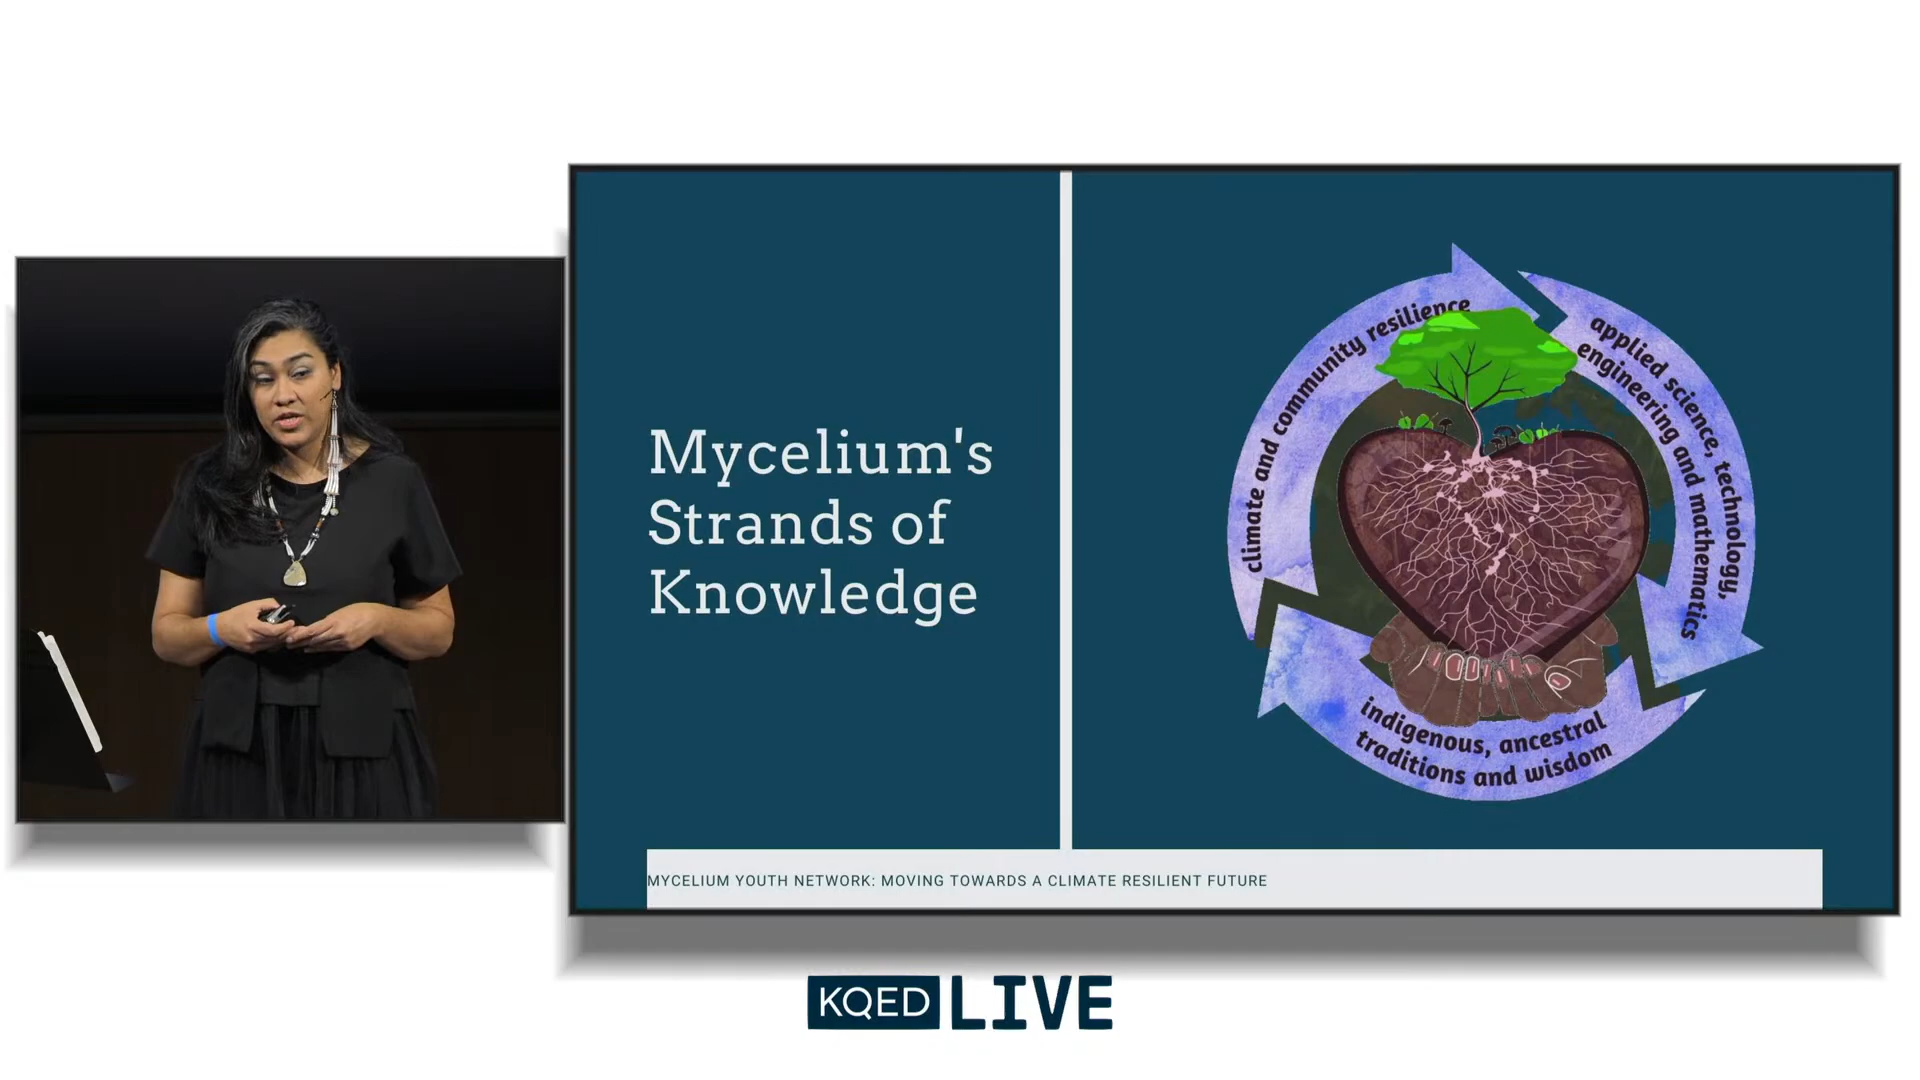 Mycelium's
Strands of
Knowledge
climate and community resilience
applied science, technology,
engineering and mathematics
indigenous, ancestral
traditions and wisdom
MYCELIUM YOUTH NETWORK: MOVING TOWARDS A CLIMATE RESILIENT FUTURE
KQED LIVE